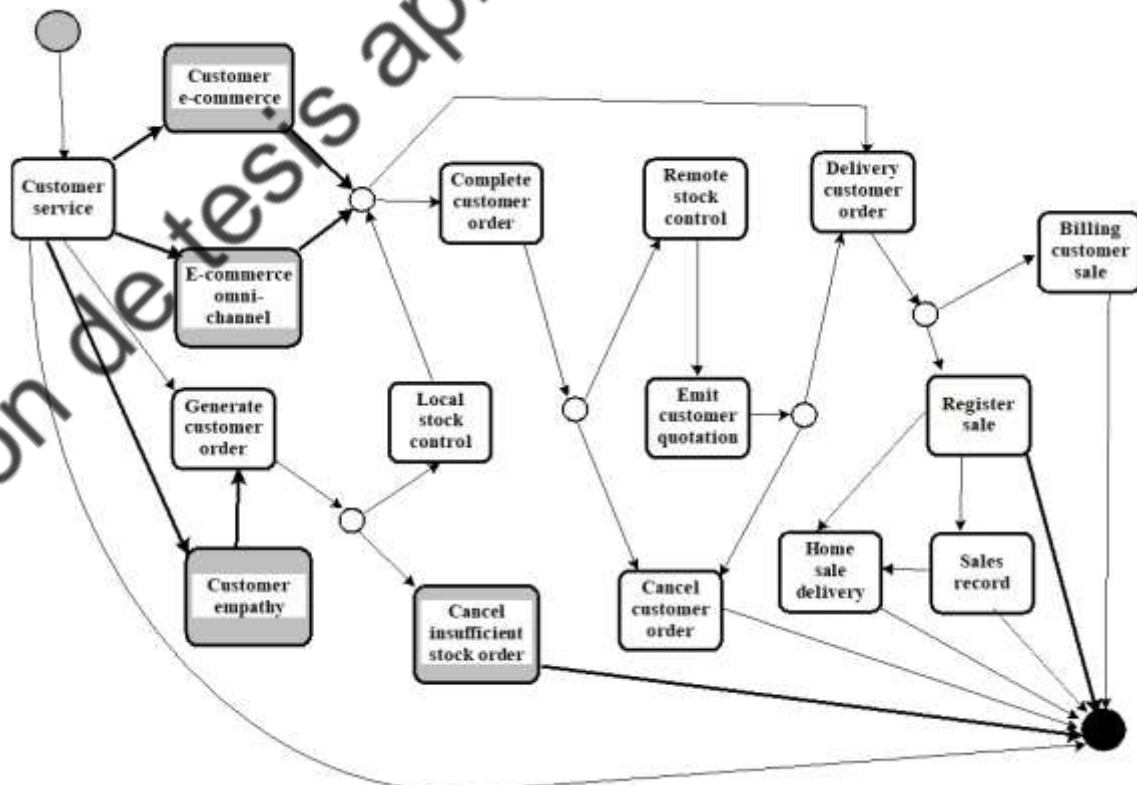 Customer
e-commerce
Customer
service
E-commerce
omni-
channel
Complete
customer
order
Remote
stock
control
Delivery
customer
order
Billing
customer
sale
Generate
customer
order
Local
stock
control
Emit
customer
quotation
Register
sale
Customer
empathy
Cancel
insufficient
stock order
Cancel
customer
order
Home
sale
delivery
Sales
record
de tesis